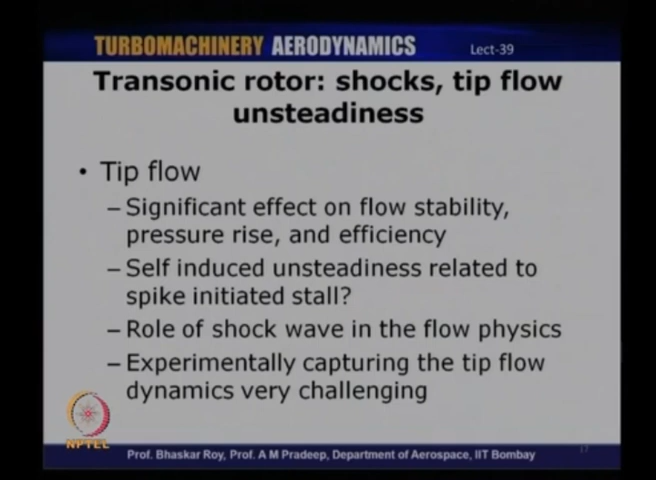 TURBOMACHINERY AERODYNAMICS Lect-39
Transonic rotor: shocks, tip flow
unsteadiness
• Tip flow
– Significant effect on flow stability,
pressure rise, and efficiency
– Self induced unsteadiness related to
spike initiated stall?
– Role of shock wave in the flow physics
– Experimentally capturing the tip flow
dynamics very challenging
NPTEL
Prof. Bhaskar Roy, Prof. A M Pradeep, Department of Aerospace, IIT Bombay
17